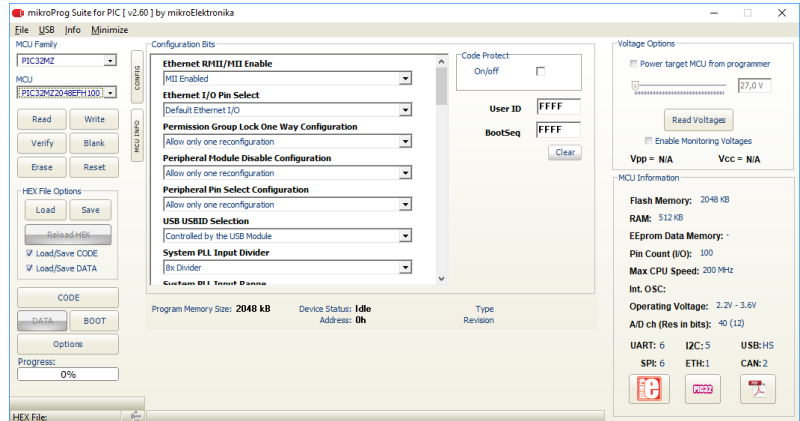 mikroProg Suite for PIC [ v2.60 ] by mikroElektronika
File USB Info Minimize
MCU Family
PIC32MZ
MCU
PIC32MZ2048EFH100
Read Write
Verify Blank
Erase Reset
HEX File Options
Load Save
Reload HEX
Load/Save CODE
Load/Save DATA
CODE
DATA BOOT
Options
Progress:
0%
HEX File:
CONFIG
MCU INFO
Configuration Bits
Ethernet RMII/MII Enable
MII Enabled
Ethernet I/O Pin Select
Default Ethernet I/O
Permission Group Lock One Way Configuration
Allow only one reconfiguration
Peripheral Module Disable Configuration
Allow only one reconfiguration
Peripheral Pin Select Configuration
Allow only one reconfiguration
USB USBID Selection
Controlled by the USB Module
System PLL Input Divider
8x Divider
System PLL Input Range
Code Protect
On/off
User ID FFFF
BootSeq FFFF
Clear
Program Memory Size: 2048 kB Device Status: Idle Type
Address: 0h Revision
Voltage Options
Power target MCU from programmer
27,0 V
Read Voltages
Enable Monitoring Voltages
Vpp = N/A Vcc = N/A
MCU Information
Flash Memory: 2048 KB
RAM: 512 KB
EEprom Data Memory: -
Pin Count (I/O): 100
Max CPU Speed: 200 MHz
Int. OSC:
Operating Voltage: 2.2V - 3.6V
A/D ch (Res in bits): 40 (12)
UART: 6 I2C: 5 USB: HS
SPI: 6 ETH: 1 CAN: 2
PIC32